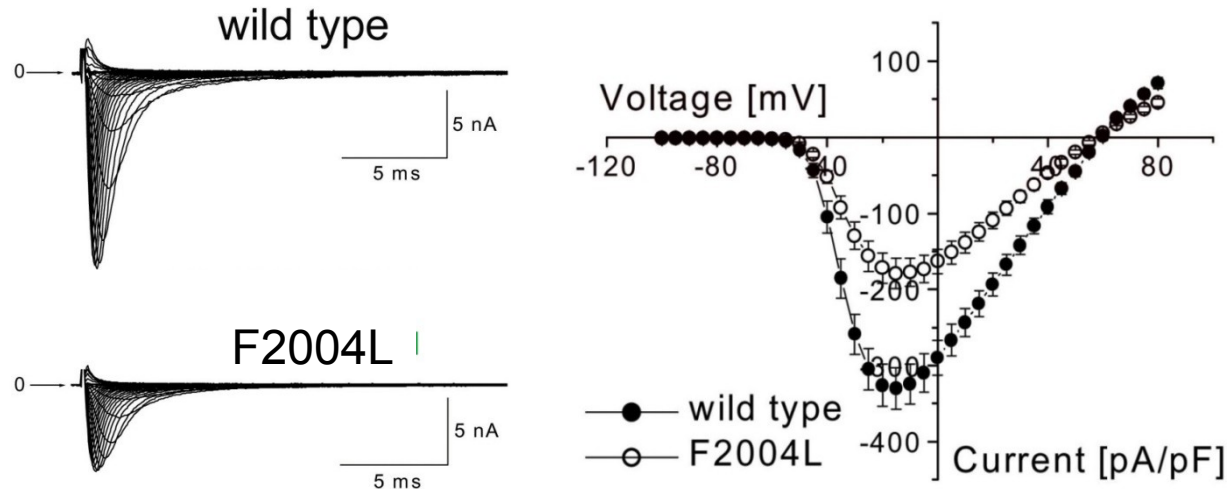 wild type
0
5 nA
5 ms
F2004L
0
5 nA
5 ms
100
Voltage [mV]
-120
-80
-40
40
80
-100
-200
-300
wild type
F2004L
-400
Current [pA/pF]